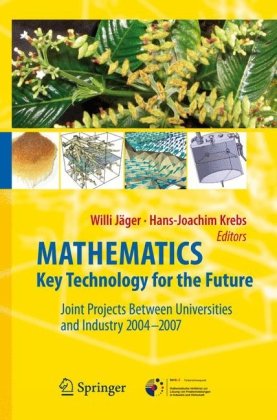 Willi Jäger · Hans-Joachim Krebs
Editors
MATHEMATICS
Key Technology for the Future
Joint Projects Between Universities
and Industry 2004–2007
Springer